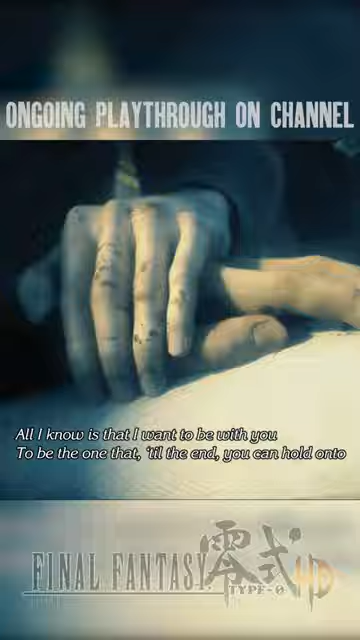 ONGOING PLAYTHROUGH ON CHANNEL
All I know is that I want to be with you
To be the one that, 'til the end, you can hold onto
FINAL FANTASY 零式 HD
TYPE-0